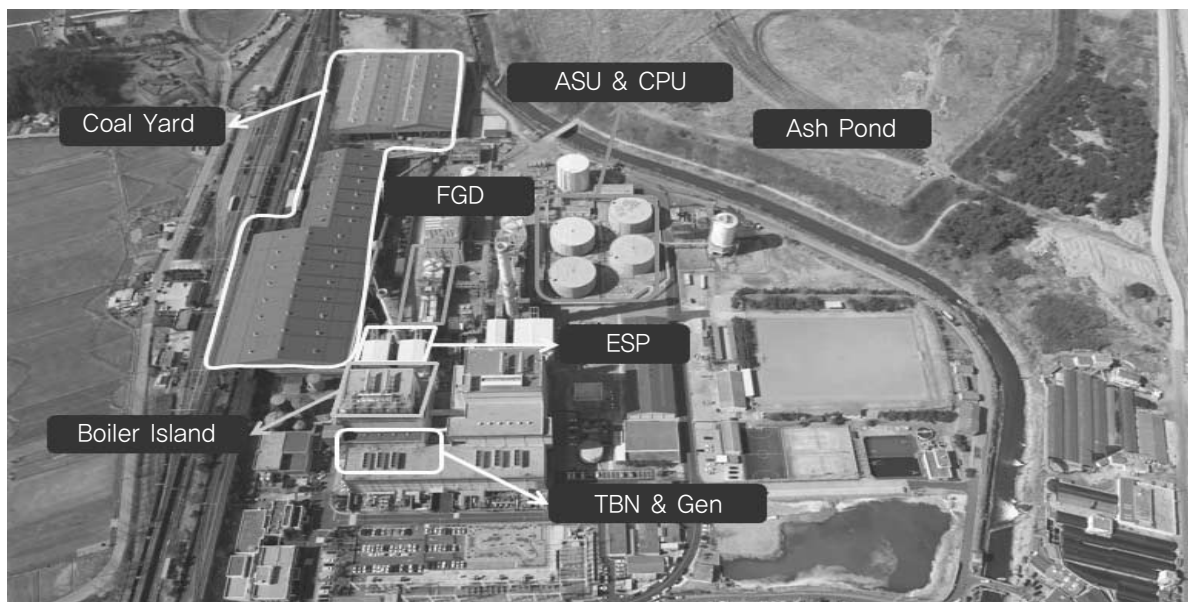 ASU & CPU
Coal Yard
Ash Pond
FGD
ESP
Boiler Island
TBN & Gen